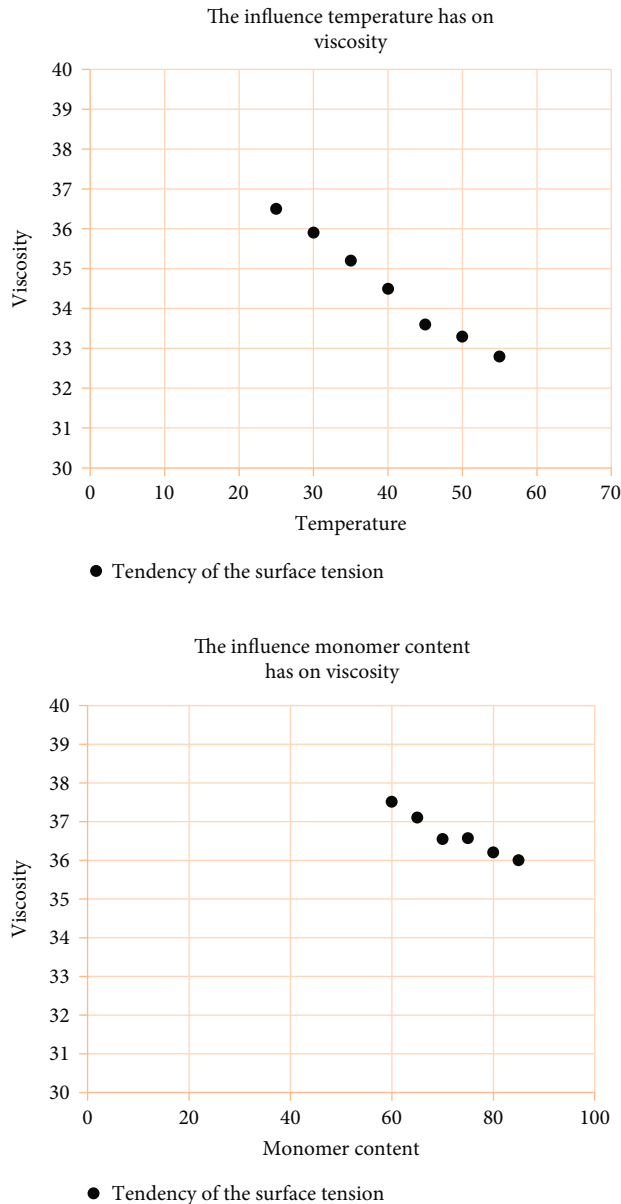 The influence temperature has on
viscosity
40
39
38
37
36
35
34
33
32
31
30
Viscosity
0 10 20 30 40 50 60 70
Temperature
Tendency of the surface tension
The influence monomer content
has on viscosity
40
39
38
37
36
35
34
33
32
31
30
Viscosity
0 20 40 60 80 100
Monomer content
Tendency of the surface tension